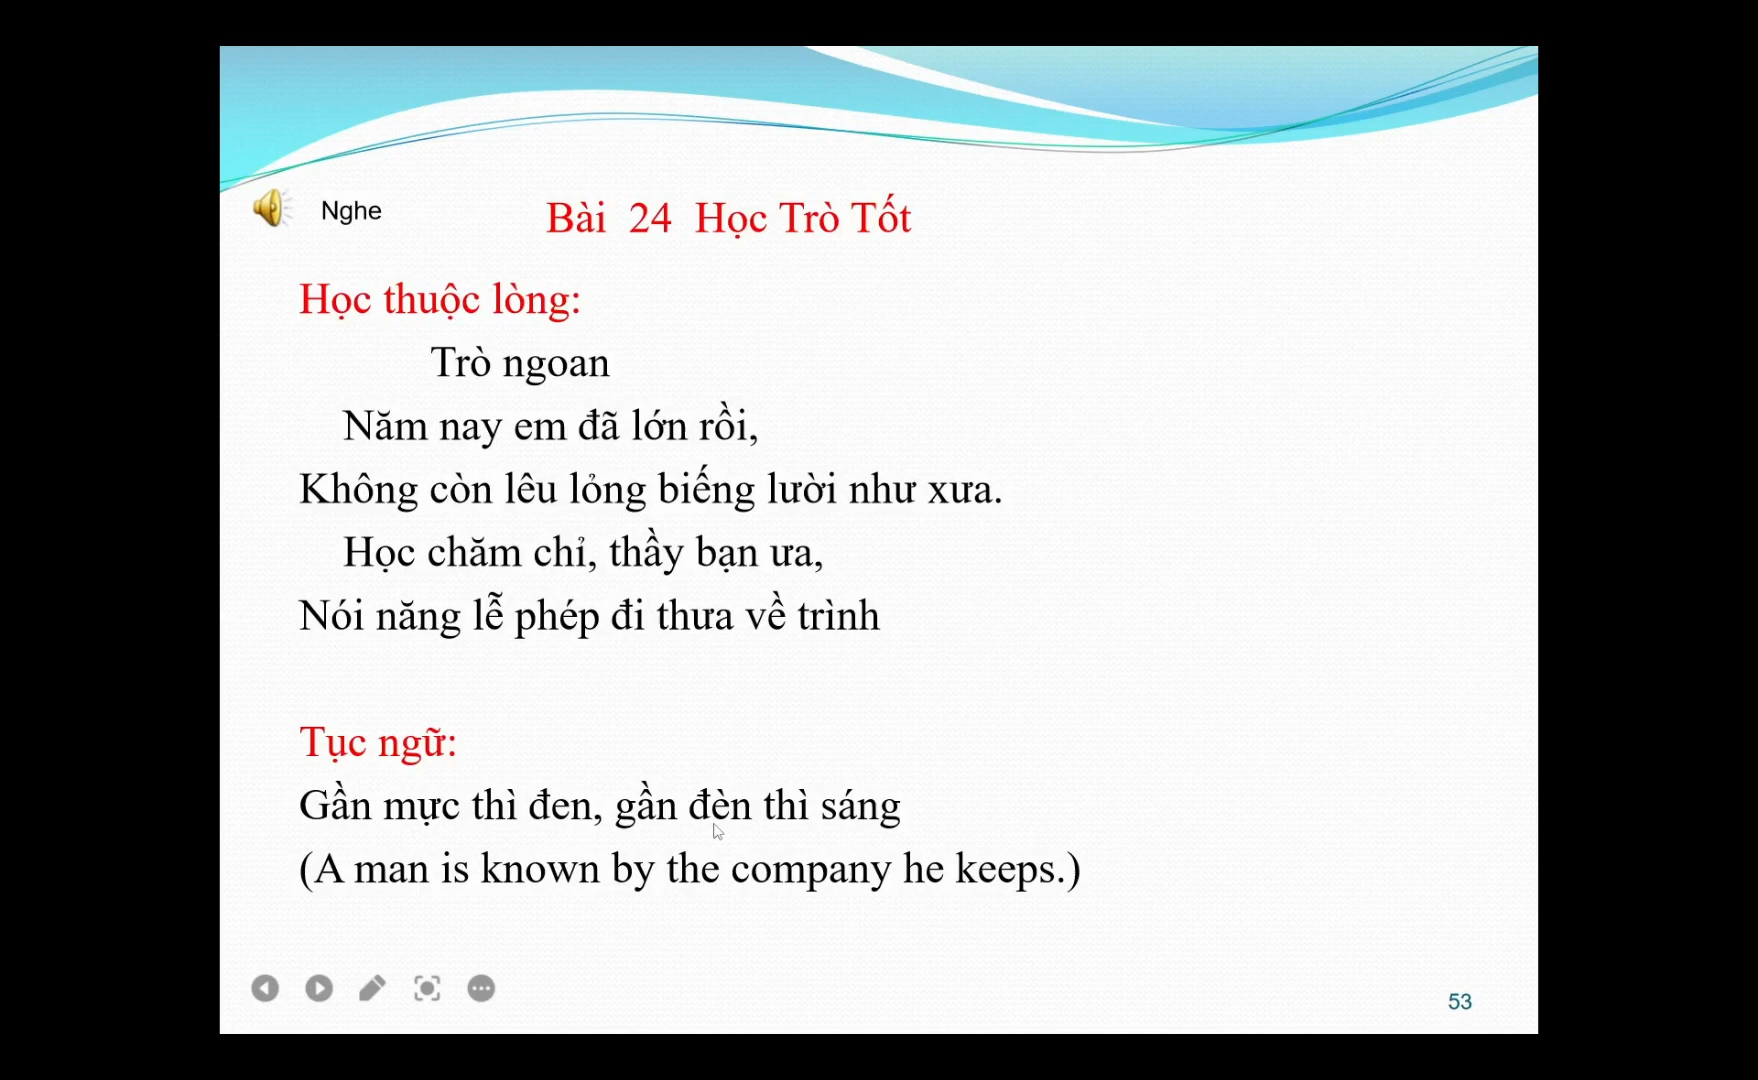 Nghe
Bài 24 Học Trò Tốt
Học thuộc lòng:
Trò ngoan
Năm nay em đã lớn rồi,
Không còn lêu lỏng biếng lười như xưa.
Học chăm chỉ, thầy bạn ưa,
Nói năng lễ phép đi thưa về trình
Tục ngữ:
Gần mực thì đen, gần đèn thì sáng
(A man is known by the company he keeps.)
53